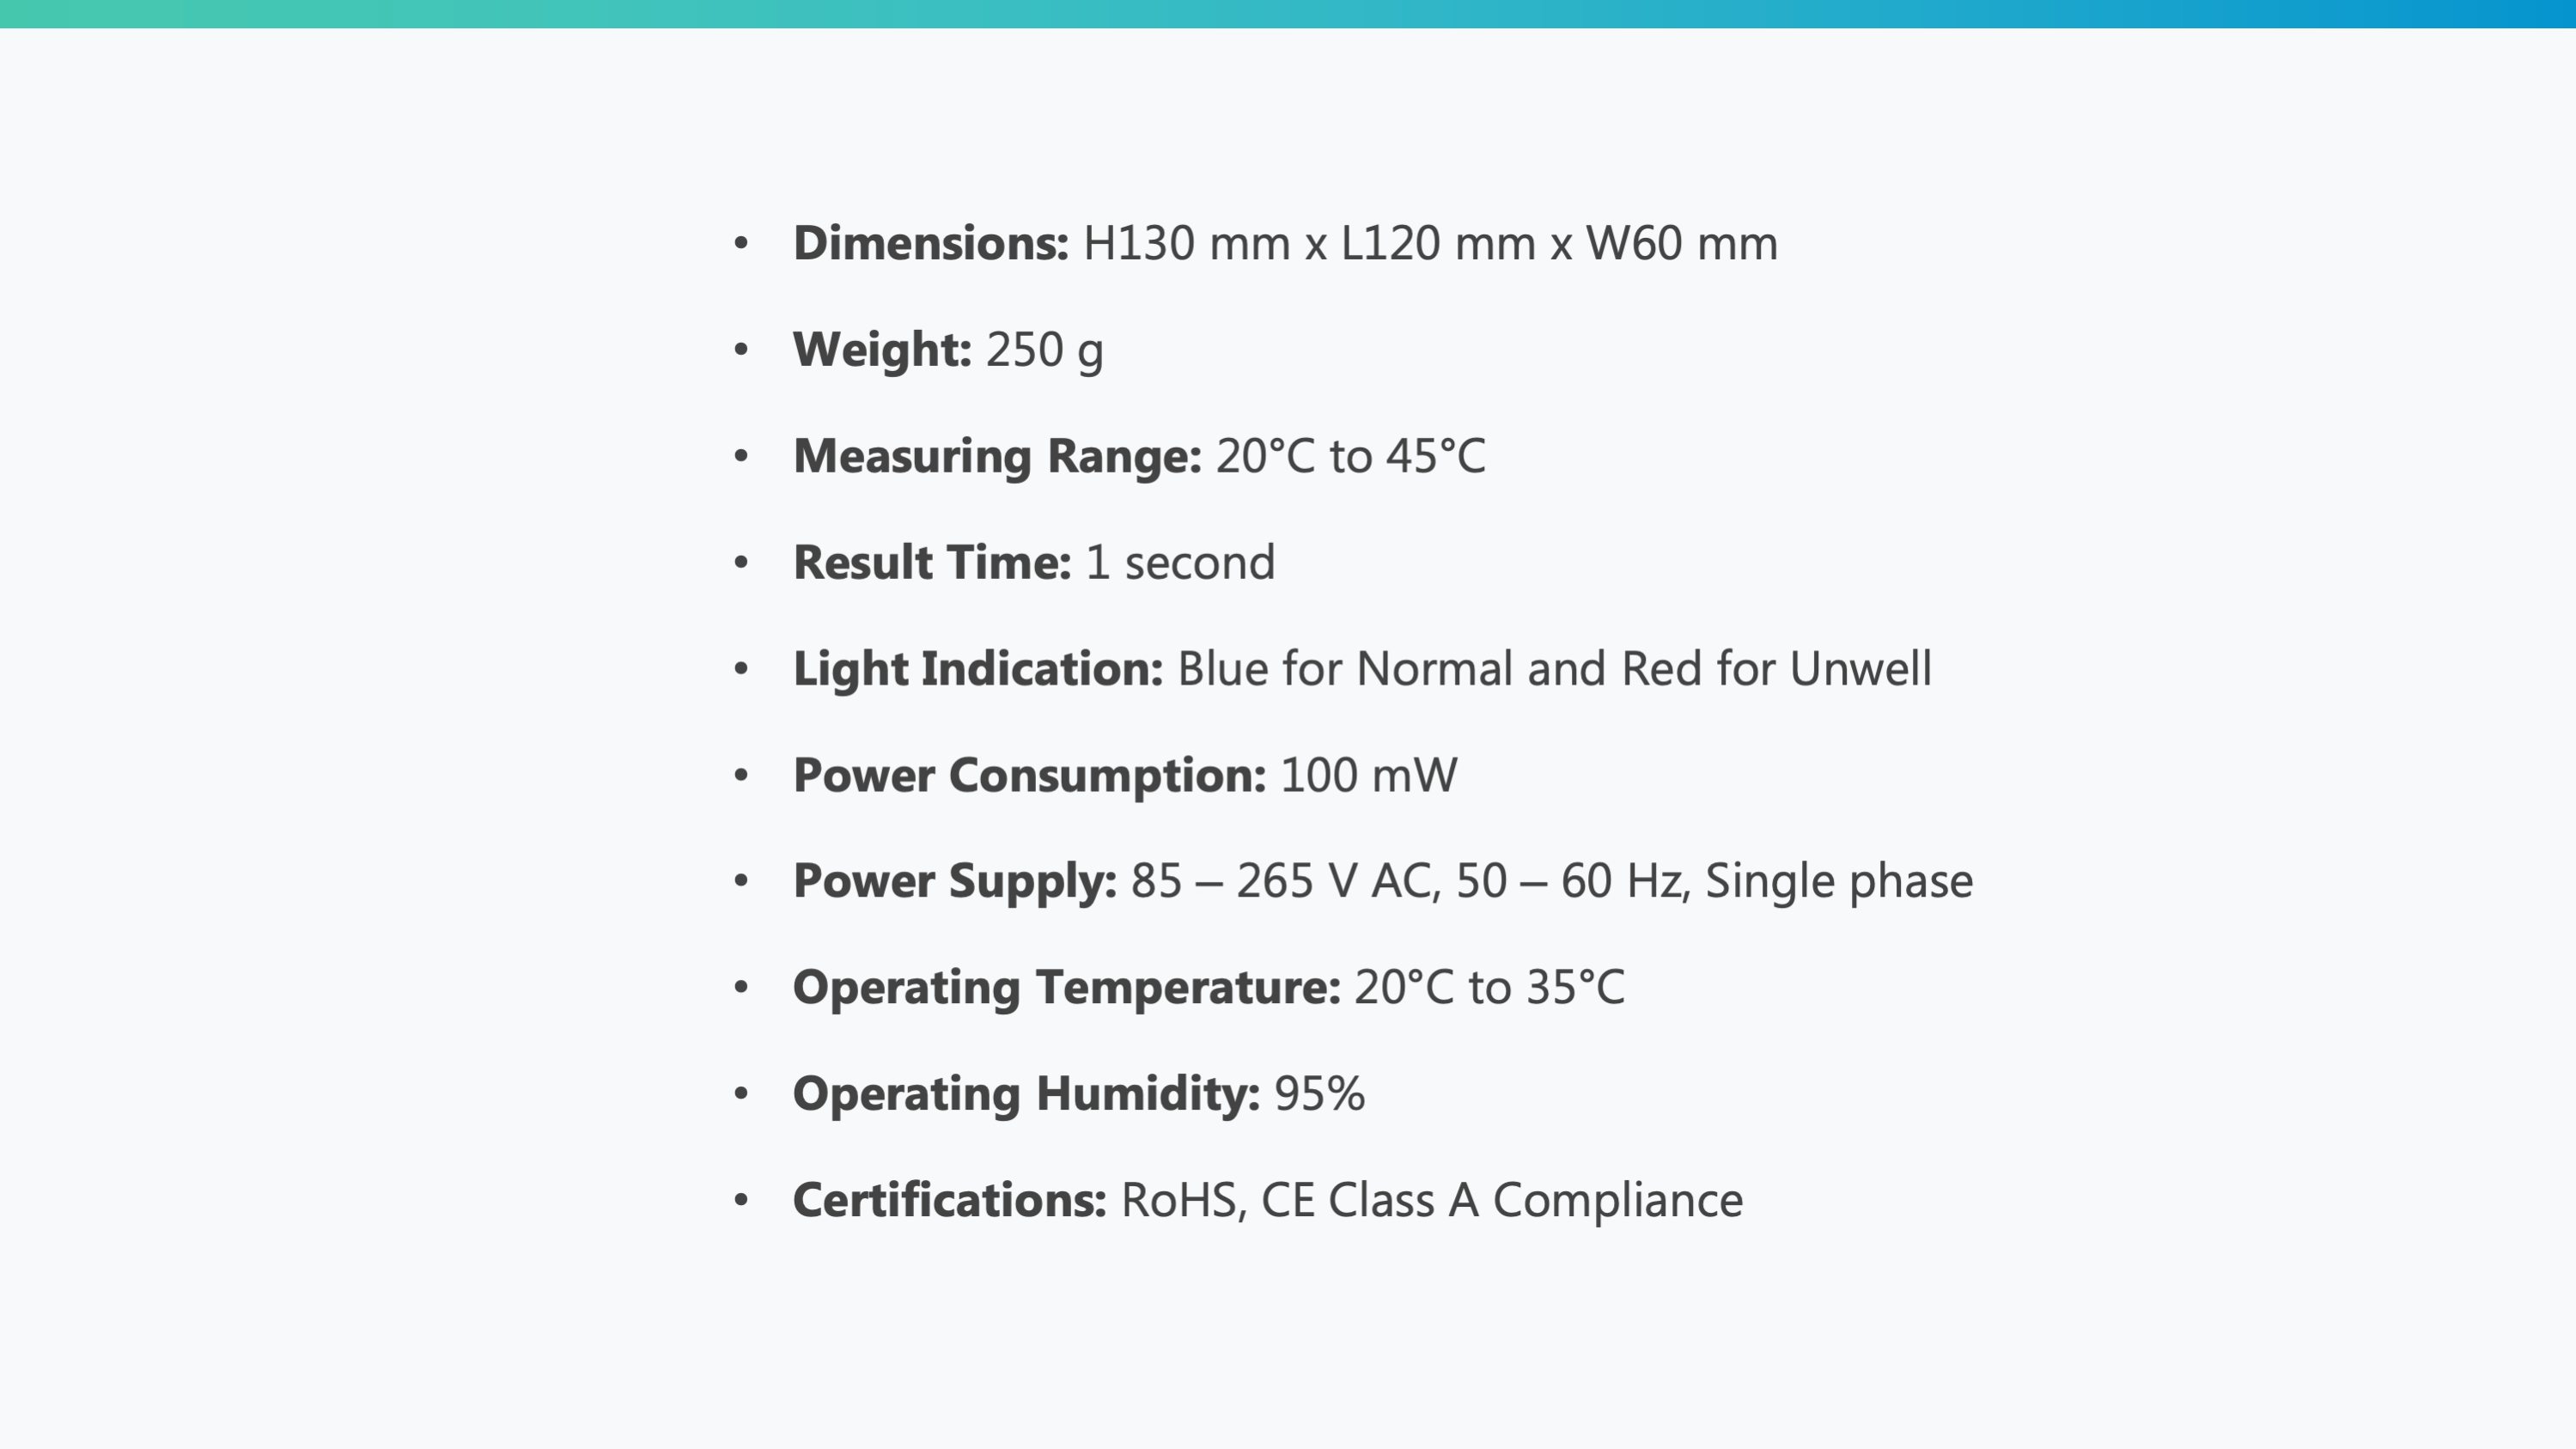 • Dimensions: H130 mm x L120 mm x W60 mm
• Weight: 250 g
• Measuring Range: 20°C to 45°C
• Result Time: 1 second
• Light Indication: Blue for Normal and Red for Unwell
• Power Consumption: 100 mW
• Power Supply: 85 – 265 V AC, 50 – 60 Hz, Single phase
• Operating Temperature: 20°C to 35°C
• Operating Humidity: 95%
• Certifications: RoHS, CE Class A Compliance